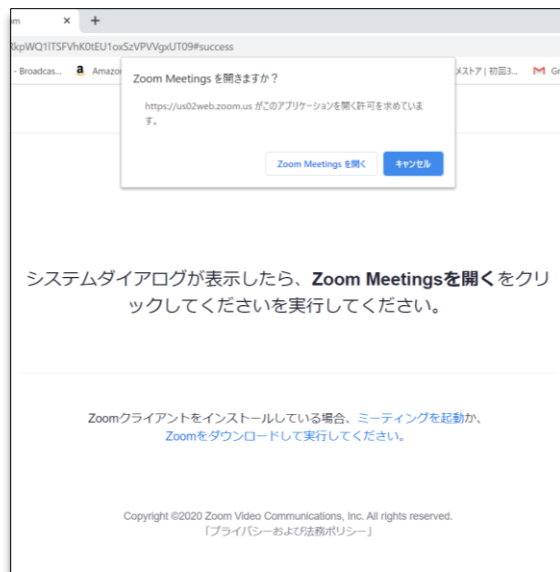 om × +
kpWQ1lTSFVhK0tEU1oxSzVPVVgxUT09#success
- Broadcas... a Amazo メストア | 初回3... M G
Zoom Meetings を開きますか？
https://us02web.zoom.us がこのアプリケーションを開く許可を求めていま
す。
Zoom Meetings を開く キャンセル
システムダイアログが表示したら、Zoom Meetingsを開くをクリ
ックしてくださいを実行してください。
Zoomクライアントをインストールしている場合、ミーティングを起動か、
Zoomをダウンロードして実行してください。
Copyright ©2020 Zoom Video Communications, Inc. All rights reserved.
「プライバシーおよび法務ポリシー」